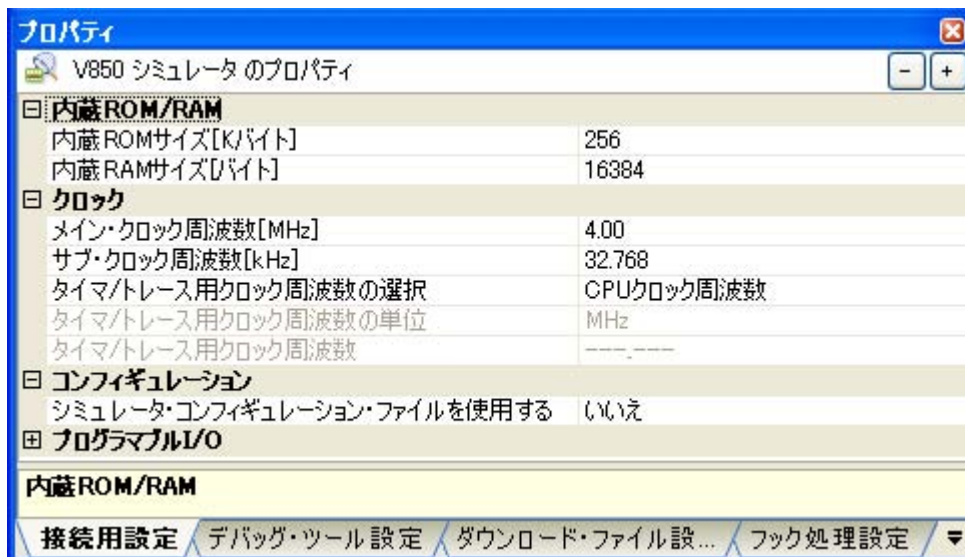 プロパティ
V850 シミュレータ のプロパティ
内蔵ROM/RAM
内蔵ROMサイズ[Kバイト] 256
内蔵RAMサイズ[バイト] 16384
クロック
メイン・クロック周波数[MHz] 4.00
サブ・クロック周波数[kHz] 32.768
タイマ/トレース用クロック周波数の選択 CPUクロック周波数
タイマ/トレース用クロック周波数の単位 MHz
タイマ/トレース用クロック周波数 ---.---
コンフィギュレーション
シミュレータ・コンフィギュレーション・ファイルを使用する いいえ
プログラマブルI/O
内蔵ROM/RAM
接続用設定 デバッグ・ツール設定 ダウンロード・ファイル設... フック処理設定